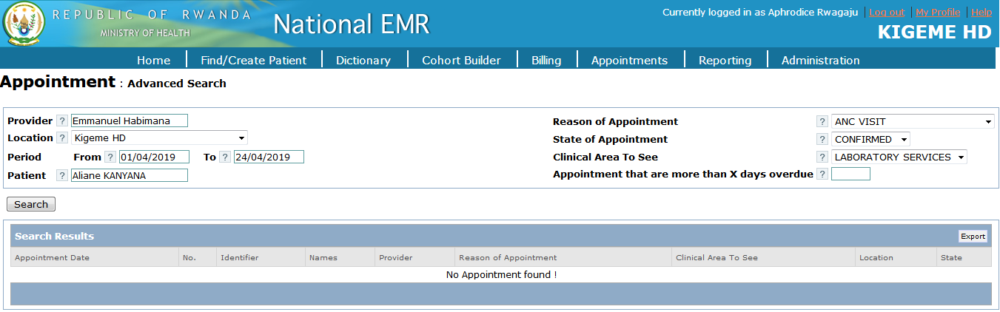 REPUBLIC OF RWANDA
MINISTRY OF HEALTH
National EMR
Currently logged in as Aphrodice Rwagaju | Log out | My Profile | Help
KIGEME HD
Home | Find/Create Patient | Dictionary | Cohort Builder | Billing | Appointments | Reporting | Administration
Appointment : Advanced Search
Provider ? Emmanuel Habimana
Location ? Kigeme HD
Period From ? 01/04/2019 To ? 24/04/2019
Patient ? Aliane KANYANA
Reason of Appointment ? ANC VISIT
State of Appointment ? CONFIRMED
Clinical Area To See ? LABORATORY SERVICES
Appointment that are more than X days overdue ?
Search
Search Results Export
Appointment Date No. Identifier Names Provider Reason of Appointment Clinical Area To See Location State
No Appointment found !